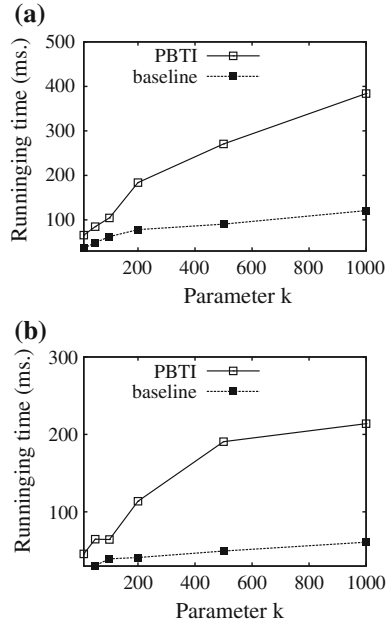 (a)
500
PBTI
baseline
400
300
200
100
Runninging time (ms.)
200 400 600 800 1000
Parameter k
(b)
300
PBTI
baseline
200
100
Runninging time (ms.)
200 400 600 800 1000
Parameter k